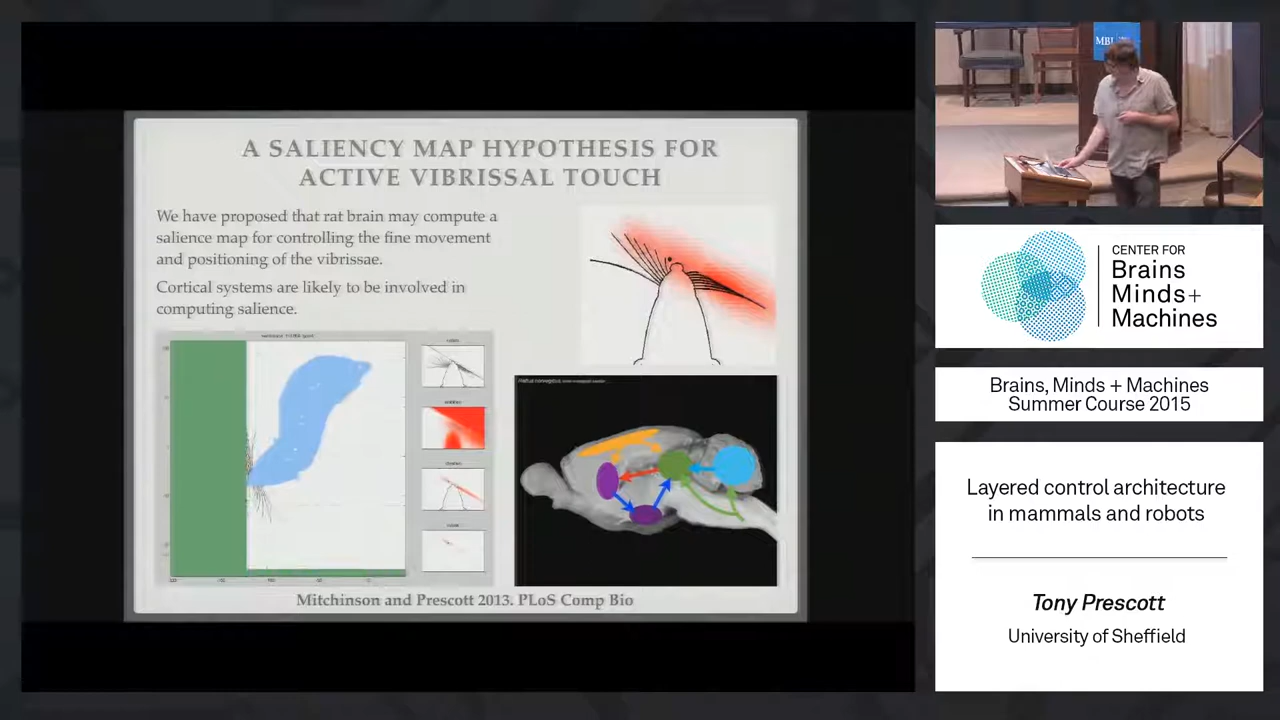 A SALIENCY MAP HYPOTHESIS FOR
ACTIVE VIBRISSAL TOUCH
We have proposed that rat brain may compute a
salience map for controlling the fine movement
and positioning of the vibrissae.
Cortical systems are likely to be involved in
computing salience.
Mitchinson and Prescott 2013. PLoS Comp Bio
MBL
CENTER FOR
Brains
Minds+
Machines
Brains, Minds + Machines
Summer Course 2015
Layered control architecture
in mammals and robots
Tony Prescott
University of Sheffield